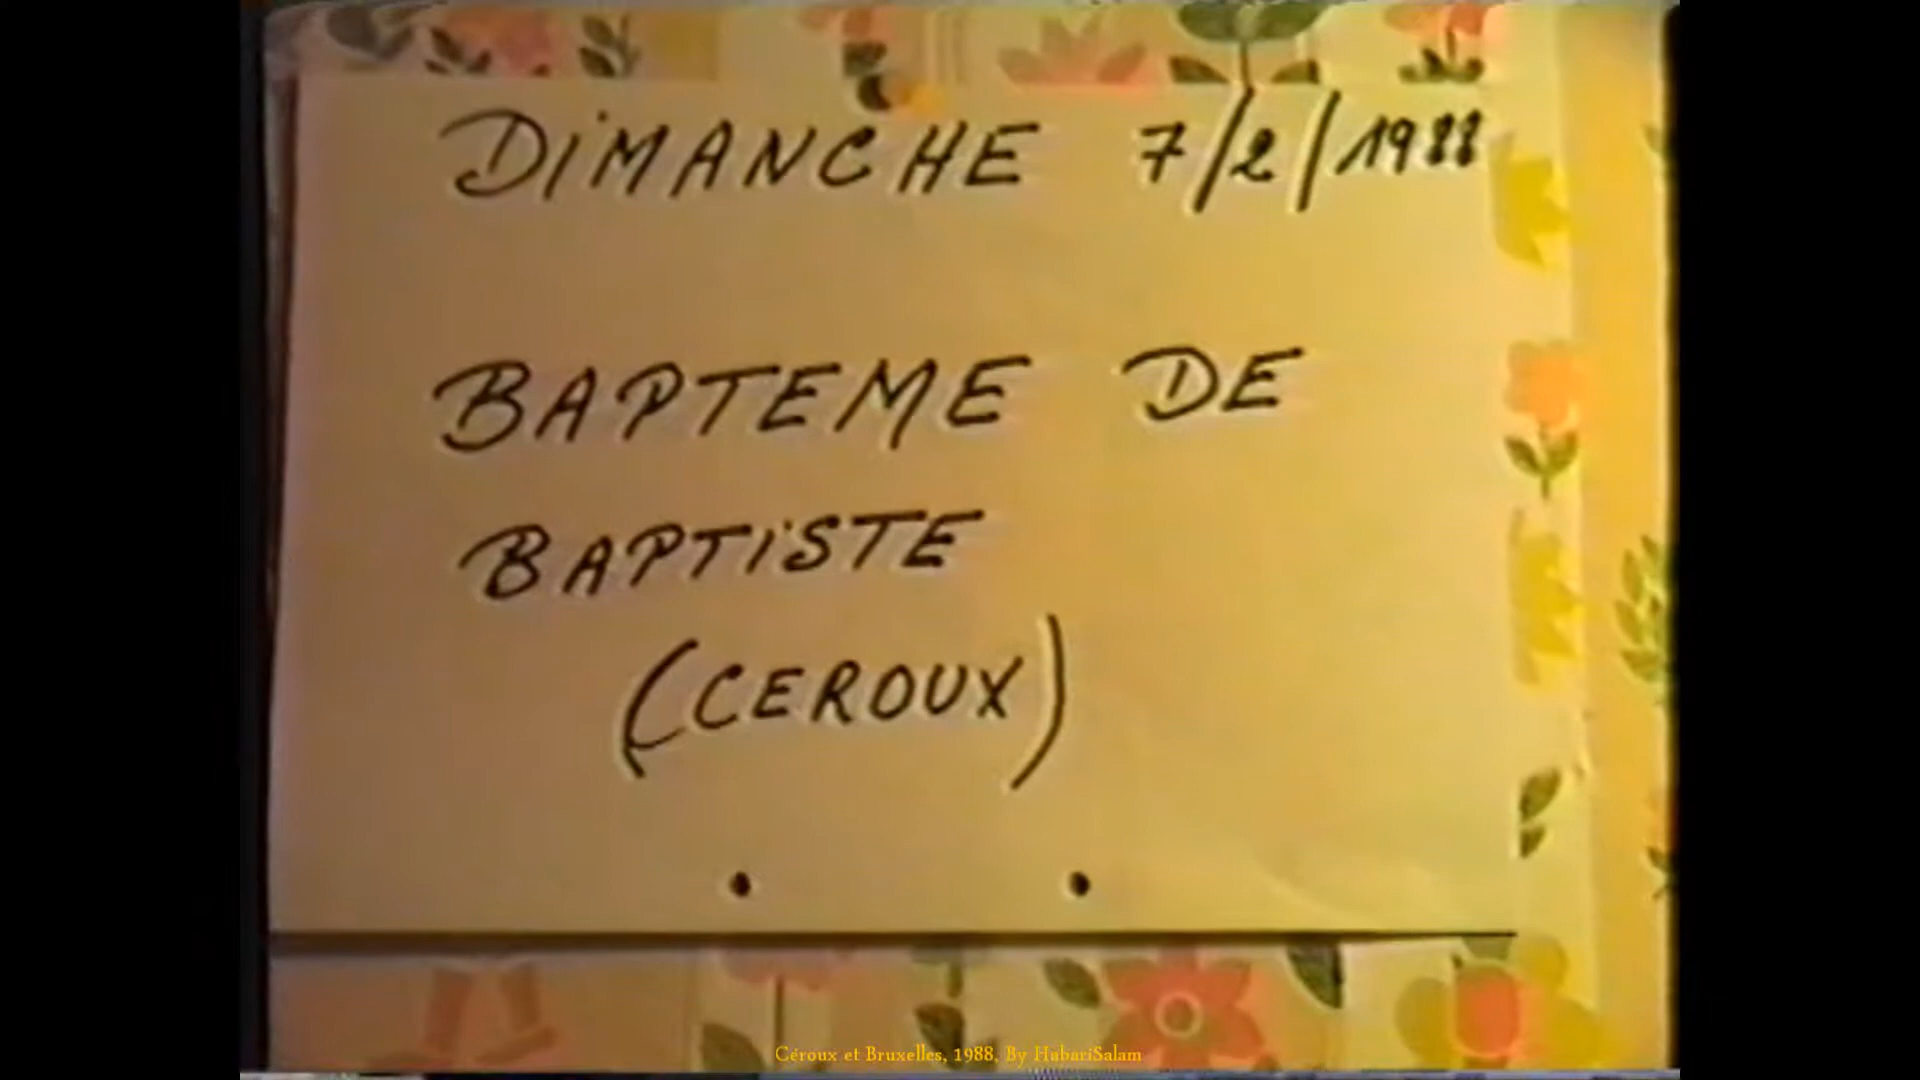 DiMANCHE 7/2/1988
BAPTEME DE
BAPTiSTE
(CEROUX)
Céroux et Bruxelles, 1988, By HabariSalam